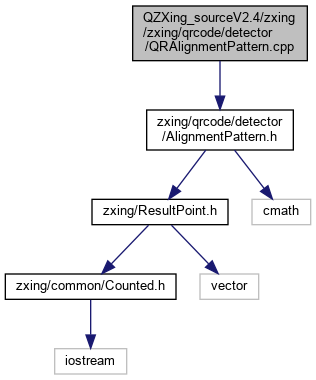 QZXing_sourceV2.4/zxing
/zxing/qrcode/detector
/QRAlignmentPattern.cpp
zxing/qrcode/detector
/AlignmentPattern.h
zxing/ResultPoint.h
cmath
zxing/common/Counted.h
vector
iostream